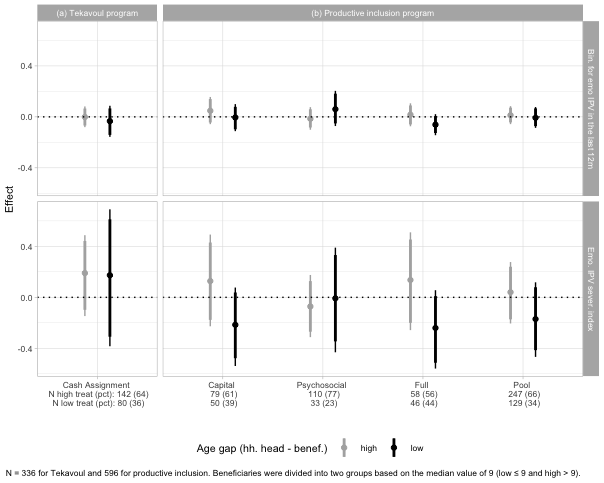 (a) Tekavoul program
(b) Productive inclusion program
Bin. for emo IPV in the last 12m
0.4
0.0
-0.4
Effect
Emo. IPV sever. index
0.4
0.0
-0.4
Cash Assignment
N high treat (pct): 142 (64)
N low treat (pct): 80 (36)
Capital
79 (61)
50 (39)
Psychosocial
110 (77)
33 (23)
Full
58 (56)
46 (44)
Pool
247 (66)
129 (34)
Age gap (hh. head - benef.)
high
low
N = 336 for Tekavoul and 596 for productive inclusion. Beneficiaries were divided into two groups based on the median value of 9 (low ≤ 9 and high > 9).